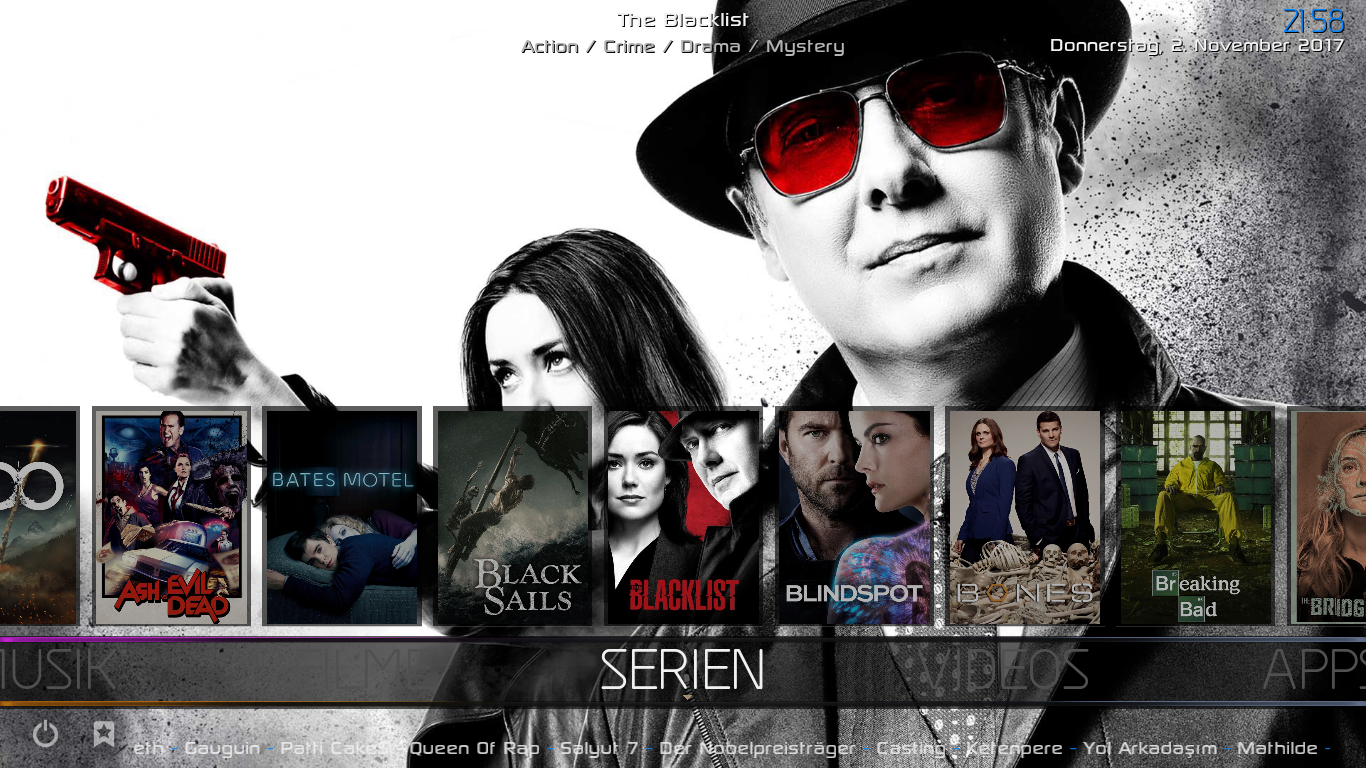 The Blacklist
21:58
Action / Crime / Drama / Mystery
Donnerstag, 2. November 2017
ASH VS EVIL DEAD
BATES MOTEL
BLACK SAILS
THE BLACKLIST
BLINDSPOT
BONES
Breaking Bad
THE BRIDG
MUSIK
FILME
SERIEN
VIDEOS
APPS
eth - Gauguin - Patti Cake$ - Queen Of Rap - Salyut 7 - Der Nobelpreisträger - Casting - Ketenpere - Yol Arkadaşım - Mathilde -